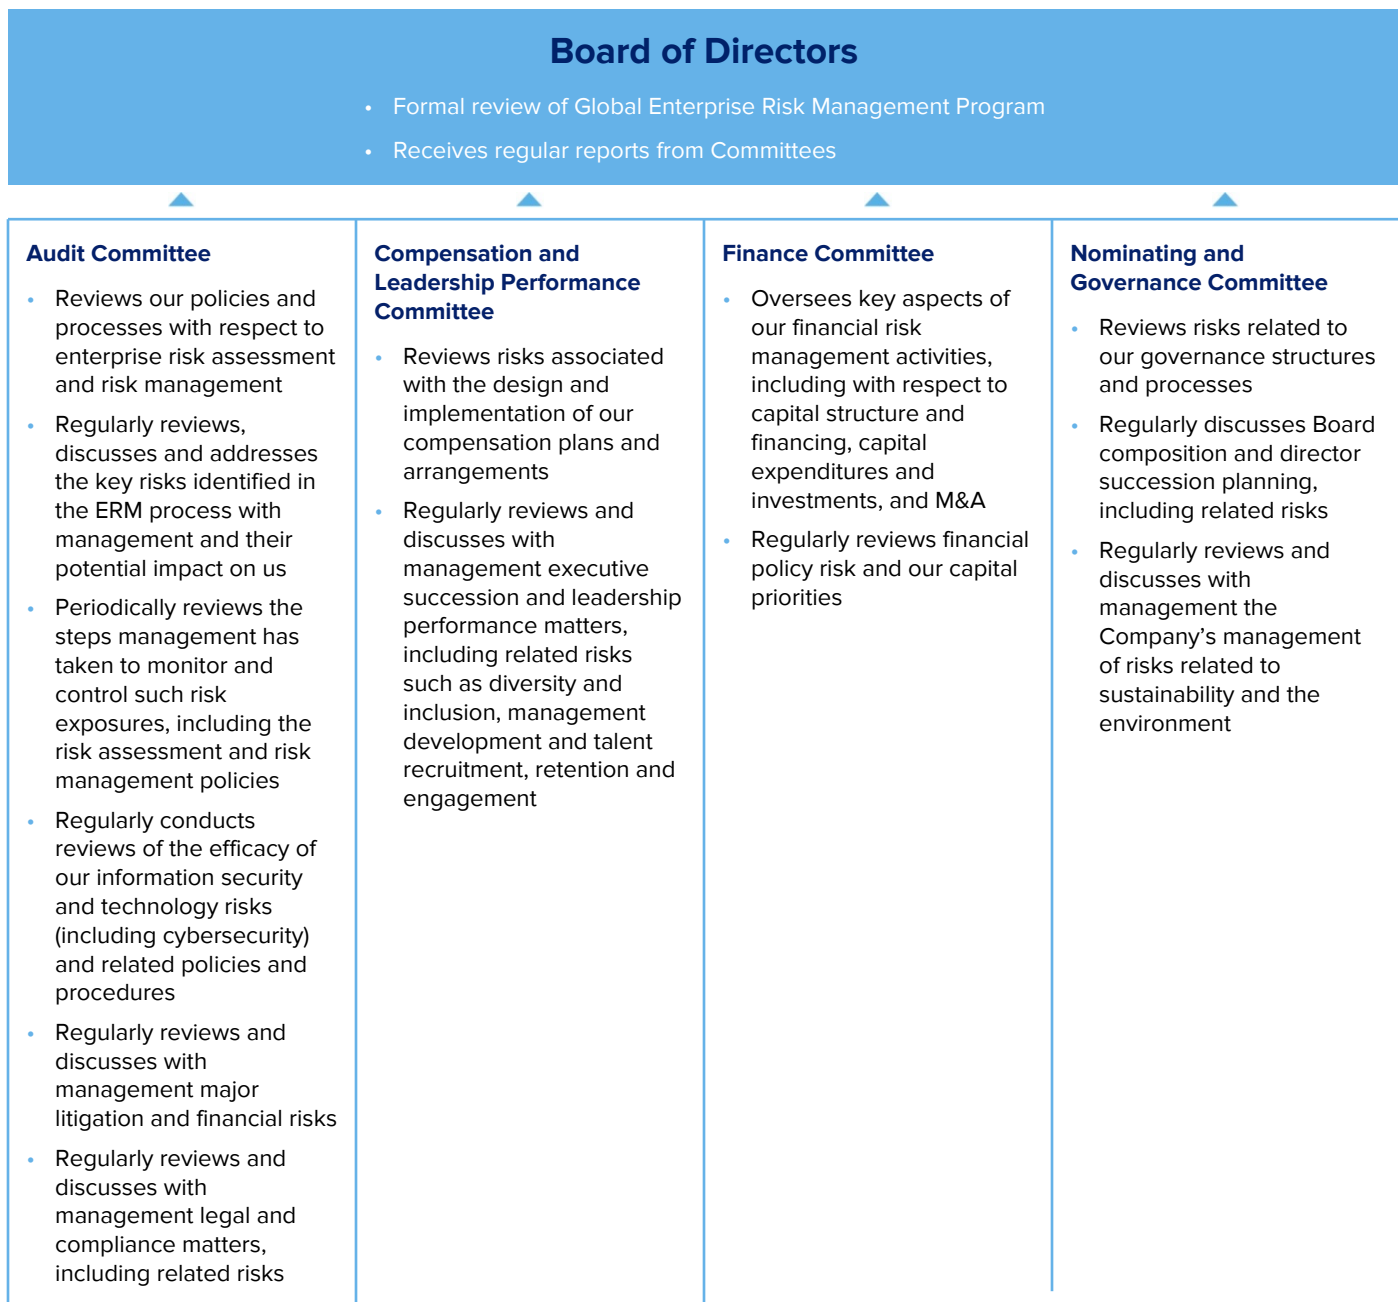 Board of Directors
• Formal review of Global Enterprise Risk Management Program
• Receives regular reports from Committees
Audit Committee
• Reviews our policies and
processes with respect to
enterprise risk assessment
and risk management
• Regularly reviews,
discusses and addresses
the key risks identified in
the ERM process with
management and their
potential impact on us
• Periodically reviews the
steps management has
taken to monitor and
control such risk
exposures, including the
risk assessment and risk
management policies
• Regularly conducts
reviews of the efficacy of
our information security
and technology risks
(including cybersecurity)
and related policies and
procedures
• Regularly reviews and
discusses with
management major
litigation and financial risks
• Regularly reviews and
discusses with
management legal and
compliance matters,
including related risks
Compensation and
Leadership Performance
Committee
• Reviews risks associated
with the design and
implementation of our
compensation plans and
arrangements
• Regularly reviews and
discusses with
management executive
succession and leadership
performance matters,
including related risks
such as diversity and
inclusion, management
development and talent
recruitment, retention and
engagement
Finance Committee
• Oversees key aspects of
our financial risk
management activities,
including with respect to
capital structure and
financing, capital
expenditures and
investments, and M&A
• Regularly reviews financial
policy risk and our capital
priorities
Nominating and
Governance Committee
• Reviews risks related to
our governance structures
and processes
• Regularly discusses Board
composition and director
succession planning,
including related risks
• Regularly reviews and
discusses with
management the
Company’s management
of risks related to
sustainability and the
environment